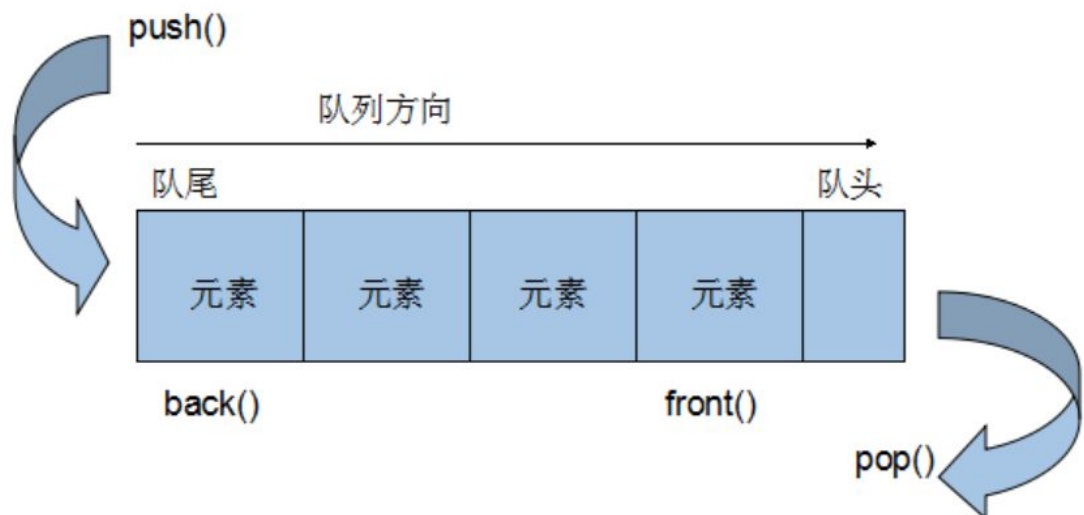 push()
队列方向
队尾 队头
元素 元素 元素 元素
back() front()
pop()